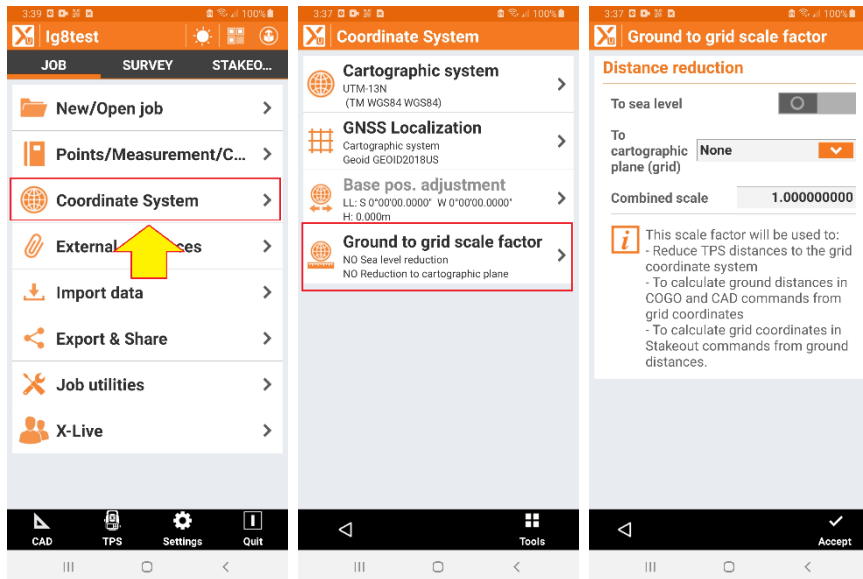 3:39
100%
Ig8test
JOB
SURVEY
STAKEO...
New/Open job
Points/Measurement/C...
Coordinate System
Import data
Export & Share
Job utilities
X-Live
CAD
TPS
Settings
Quit
3:37
100%
Coordinate System
Cartographic system
UTM-13N
(TM WGS84 WGS84)
GNSS Localization
Cartographic system
Geoid GEOID2018US
Base pos. adjustment
LL: S 0°00'00.0000" W 0°00'00.0000"
H: 0.000m
Ground to grid scale factor
NO Sea level reduction
NO Reduction to cartographic plane
Tools
3:37
100%
Ground to grid scale factor
Distance reduction
To sea level
To
cartographic
plane (grid)
None
Combined scale
1.000000000
This scale factor will be used to:
- Reduce TPS distances to the grid
coordinate system
- To calculate ground distances in
COGO and CAD commands from
grid coordinates
- To calculate grid coordinates in
Stakeout commands from ground
distances.
Accept